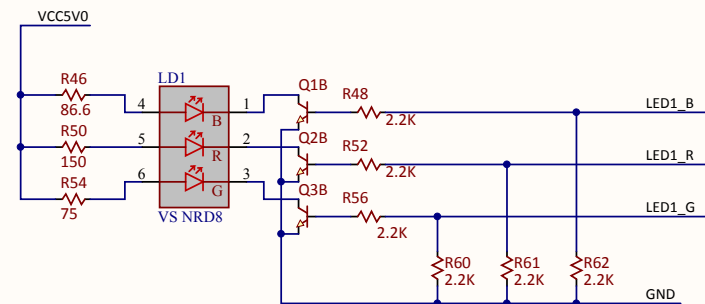 VCC5V0
R46
86.6
R50
150
R54
75
LD1
4
5
6
B
R
G
1
2
3
VS NRD8
Q1B
Q2B
Q3B
R48
2.2K
R52
2.2K
R56
2.2K
LED1_B
LED1_R
LED1_G
R60
2.2K
R61
2.2K
R62
2.2K
GND